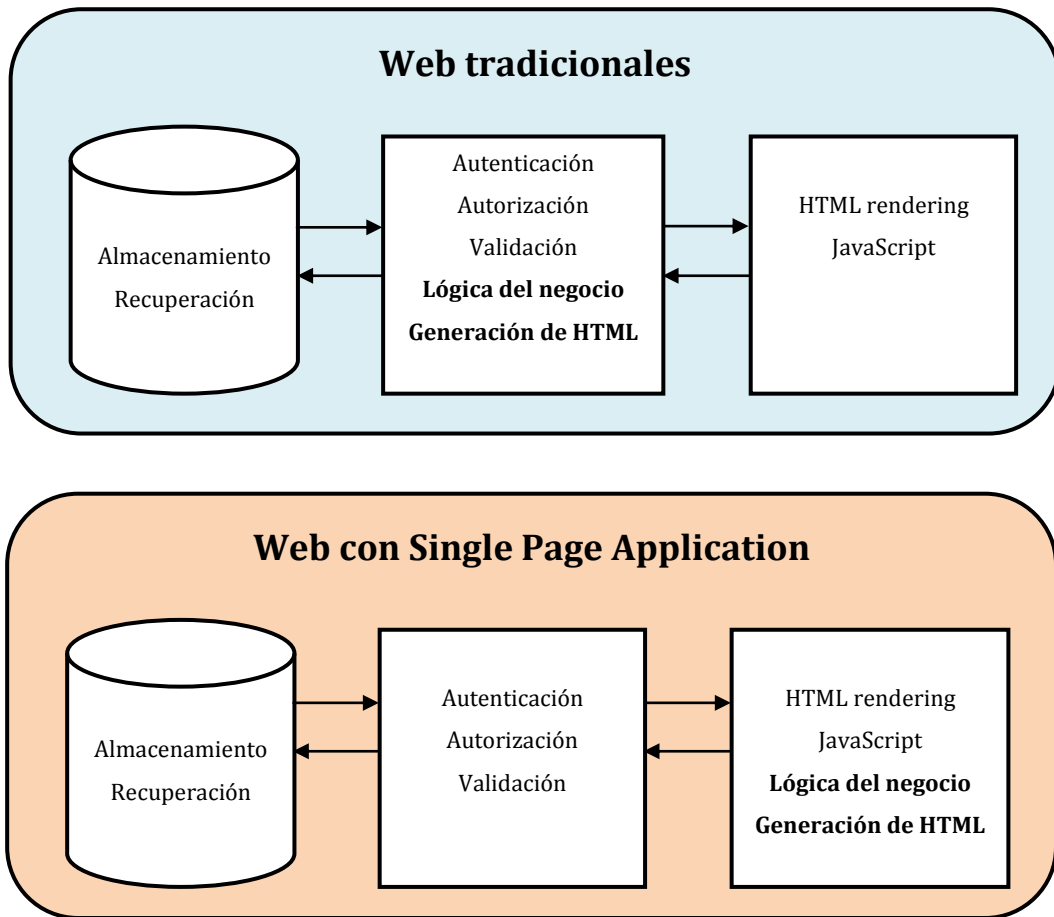 Web tradicionales
Almacenamiento
Recuperación
Autenticación
Autorización
Validación
Lógica del negocio
Generación de HTML
HTML rendering
JavaScript
Web con Single Page Application
Almacenamiento
Recuperación
Autenticación
Autorización
Validación
HTML rendering
JavaScript
Lógica del negocio
Generación de HTML